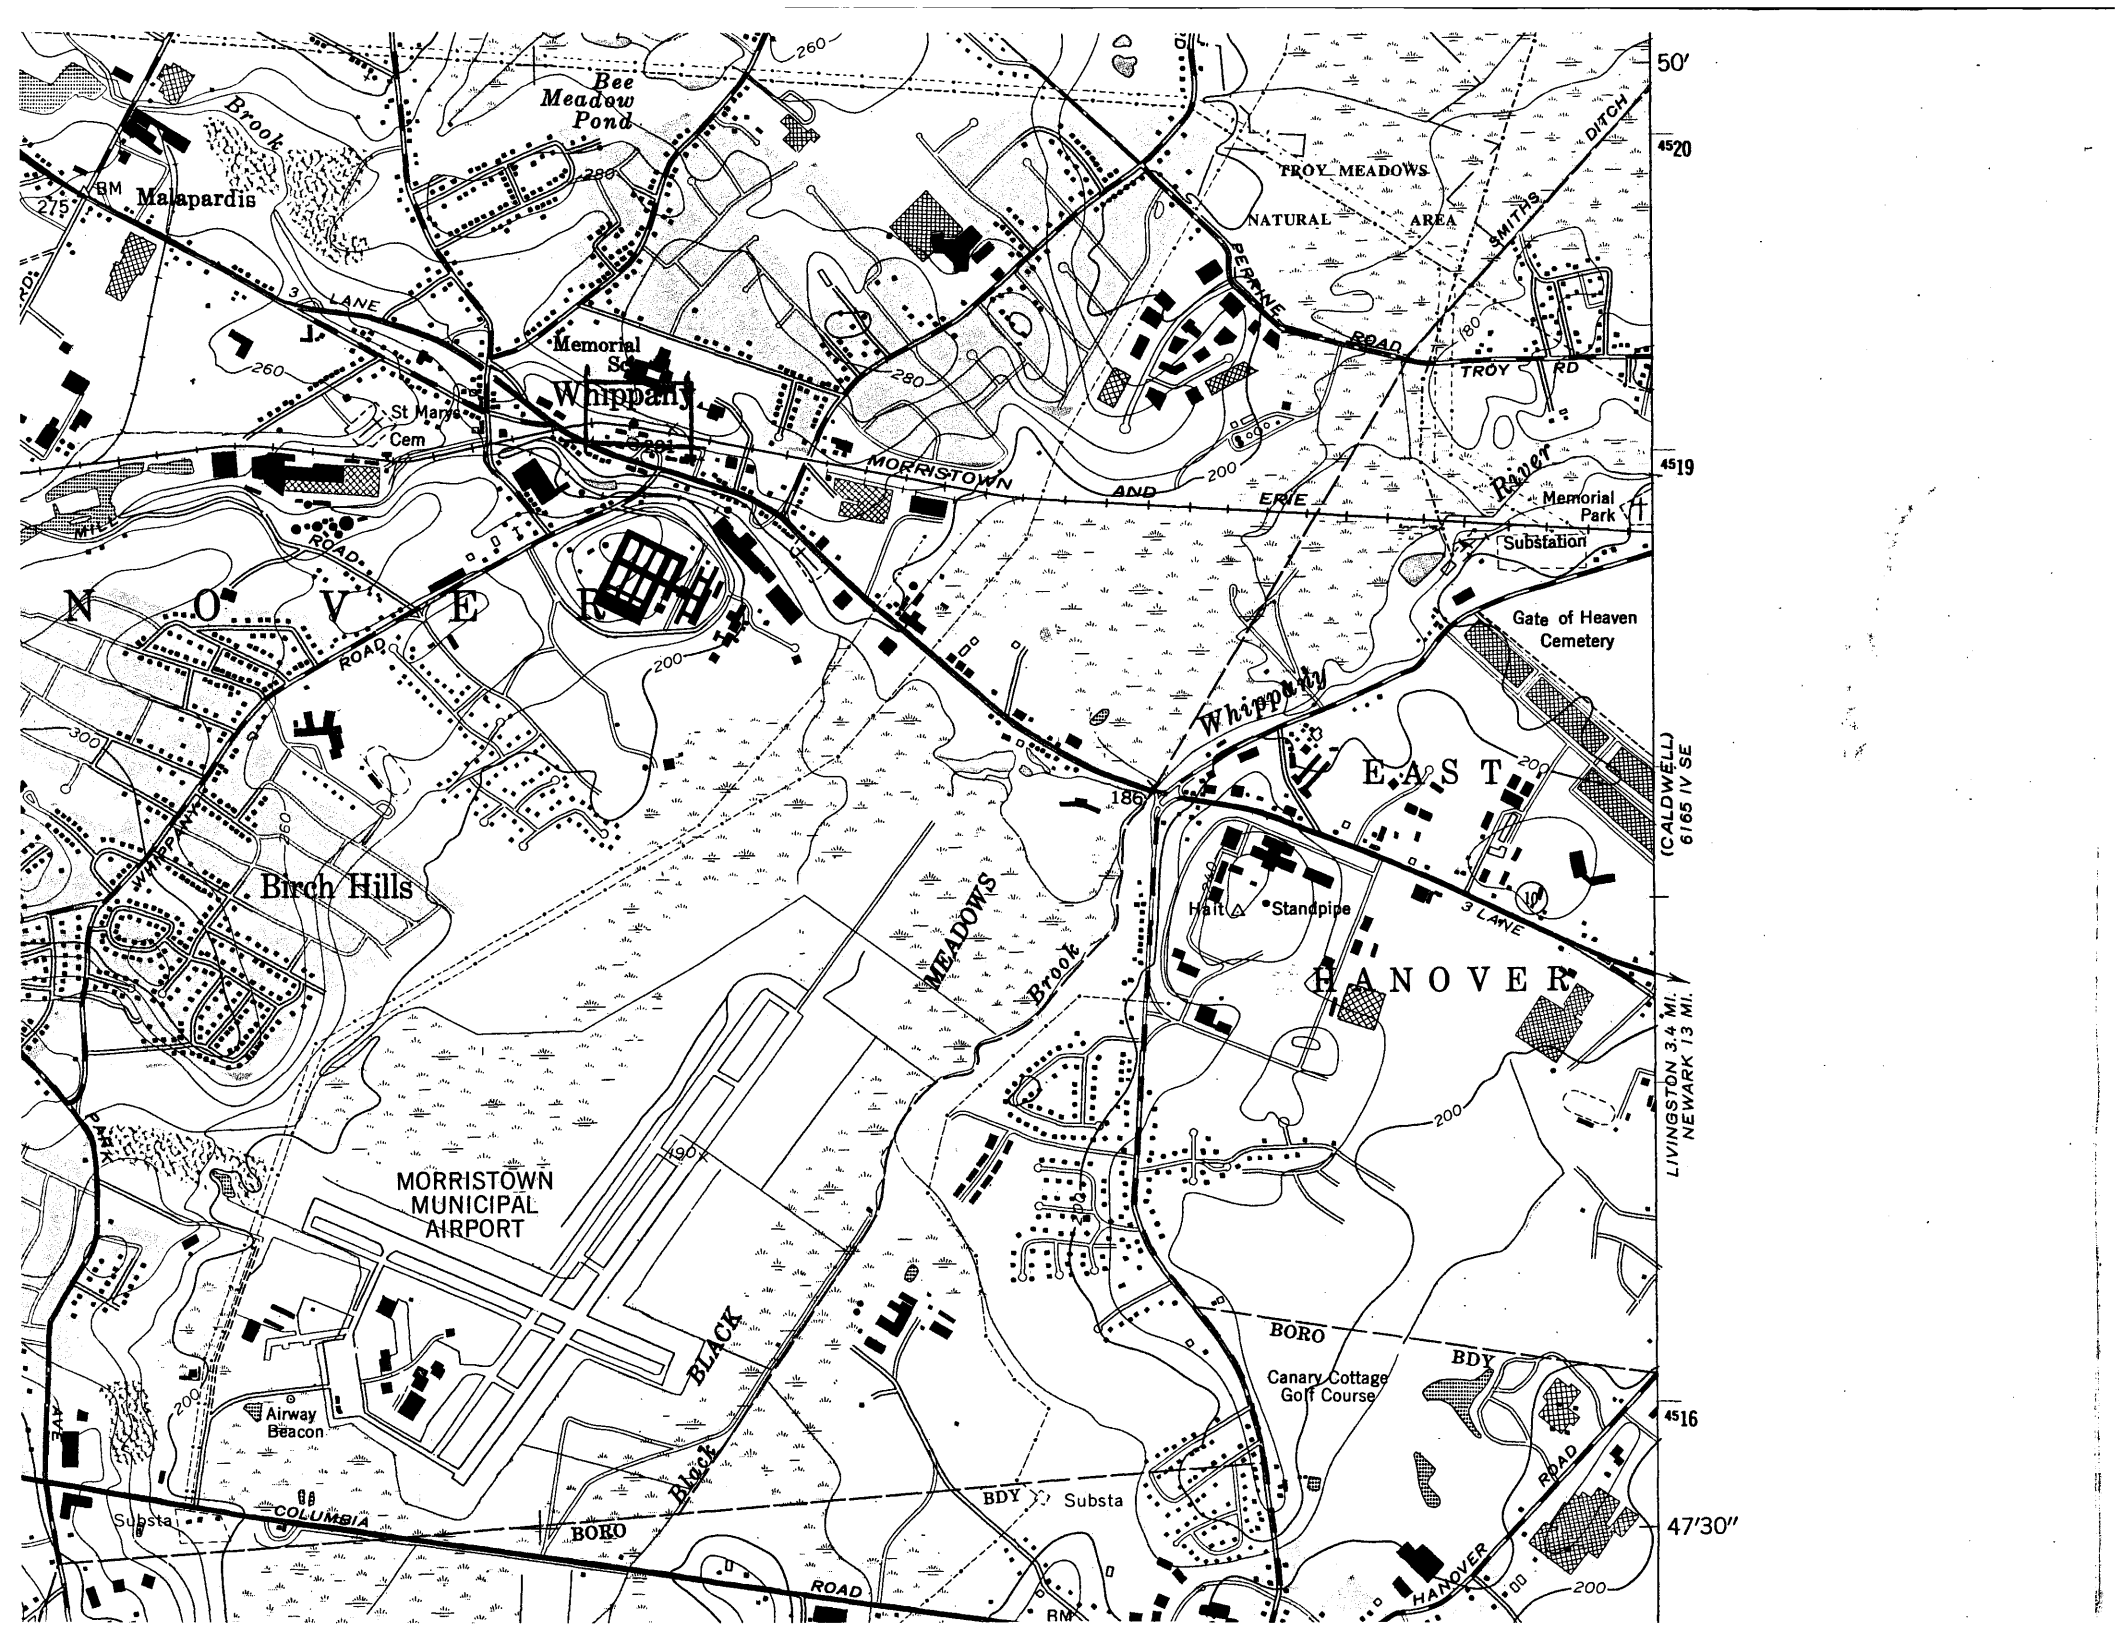 260
50'
Bee
Meadow
Pond
Brook
DITCH
4520
TROY MEADOWS
280
BM
Malapardis
275
NATURAL AREA
SMITHS
PERRINE
3 LANE
ROAD
180
Memorial
Whippany
TROY RD
260
280
St Marys
Cem
MORRISTOWN AND ERIE
200
4519
River
Memorial
Park
MILL
ROAD
Substation
N O V E R
Gate of Heaven
Cemetery
ROAD
200
Whippany
300
EAST
200
186
(CALDWELL)
6165 IV SE
WHIPPANY
260
Birch Hills
MEADOWS
Brook
240
Hait
Standpipe
10
3 LANE
HANOVER
LIVINGSTON 3.4 MI.
NEWARK 13 MI.
PARK
200
190
MORRISTOWN
MUNICIPAL
AIRPORT
200
BLACK
BORO BDY
Canary Cottage
Golf Course
200
AVE
Airway
Beacon
4516
Black
ROAD
BDY
Substa
COLUMBIA
Substa
BORO
47'30"
HANOVER
ROAD
200
BM